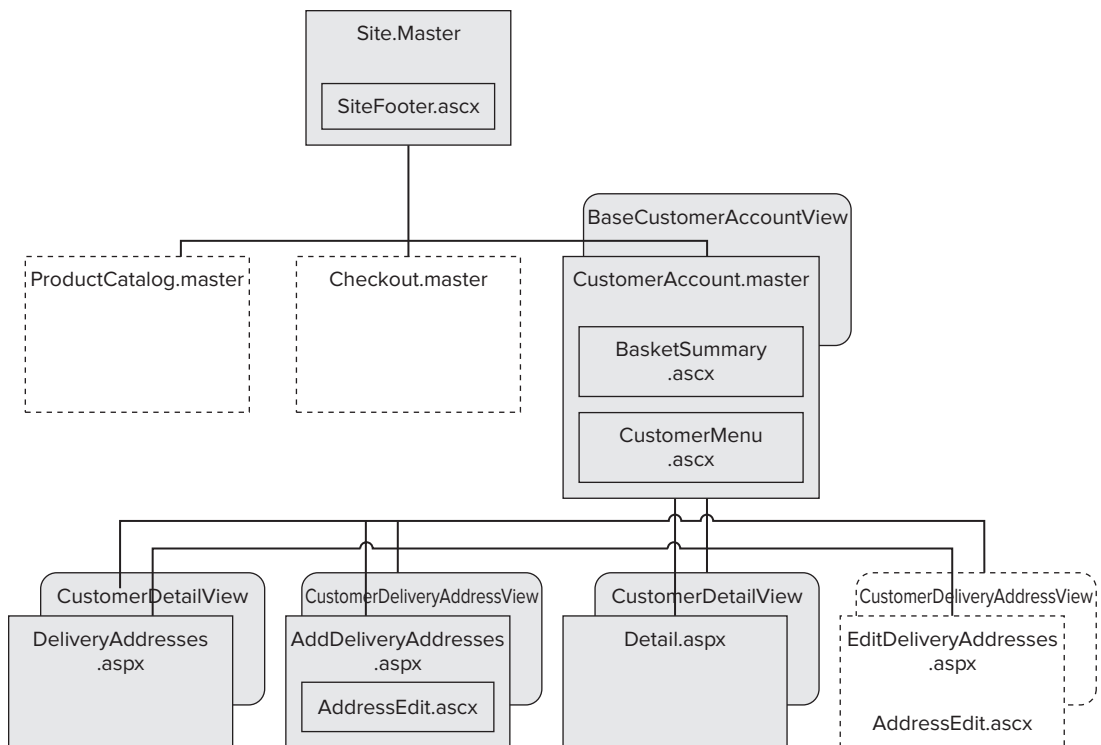 Site.Master
SiteFooter.ascx
BaseCustomerAccountView
ProductCatalog.master
Checkout.master
CustomerAccount.master
BasketSummary
.ascx
CustomerMenu
.ascx
CustomerDetailView
CustomerDeliveryAddressView
CustomerDetailView
CustomerDeliveryAddressView
DeliveryAddresses
.aspx
AddDeliveryAddresses
.aspx
AddressEdit.ascx
Detail.aspx
EditDeliveryAddresses
.aspx
AddressEdit.ascx